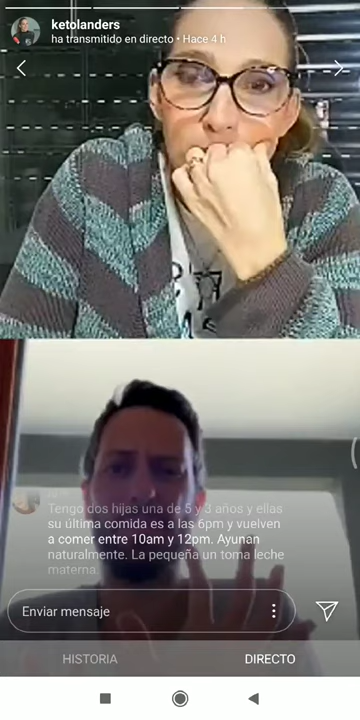 ketolanders
ha transmitido en directo • Hace 4 h
Tengo dos hijas una de 5 y 3 años y ellas
su última comida es a las 6pm y vuelven
a comer entre 10am y 12pm. Ayunan
naturalmente. La pequeña un toma leche
materna.
Enviar mensaje
HISTORIA
DIRECTO